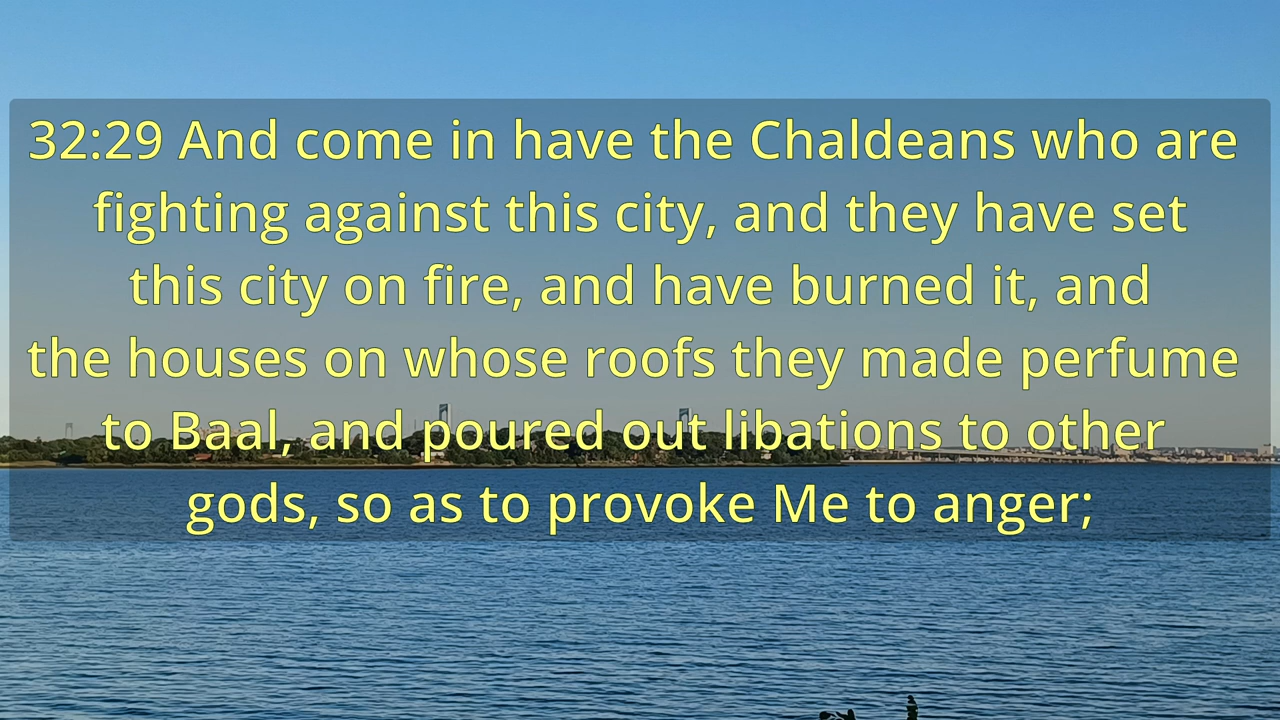 32:29 And come in have the Chaldeans who are
fighting against this city, and they have set
this city on fire, and have burned it, and
the houses on whose roofs they made perfume
to Baal, and poured out libations to other
gods, so as to provoke Me to anger;